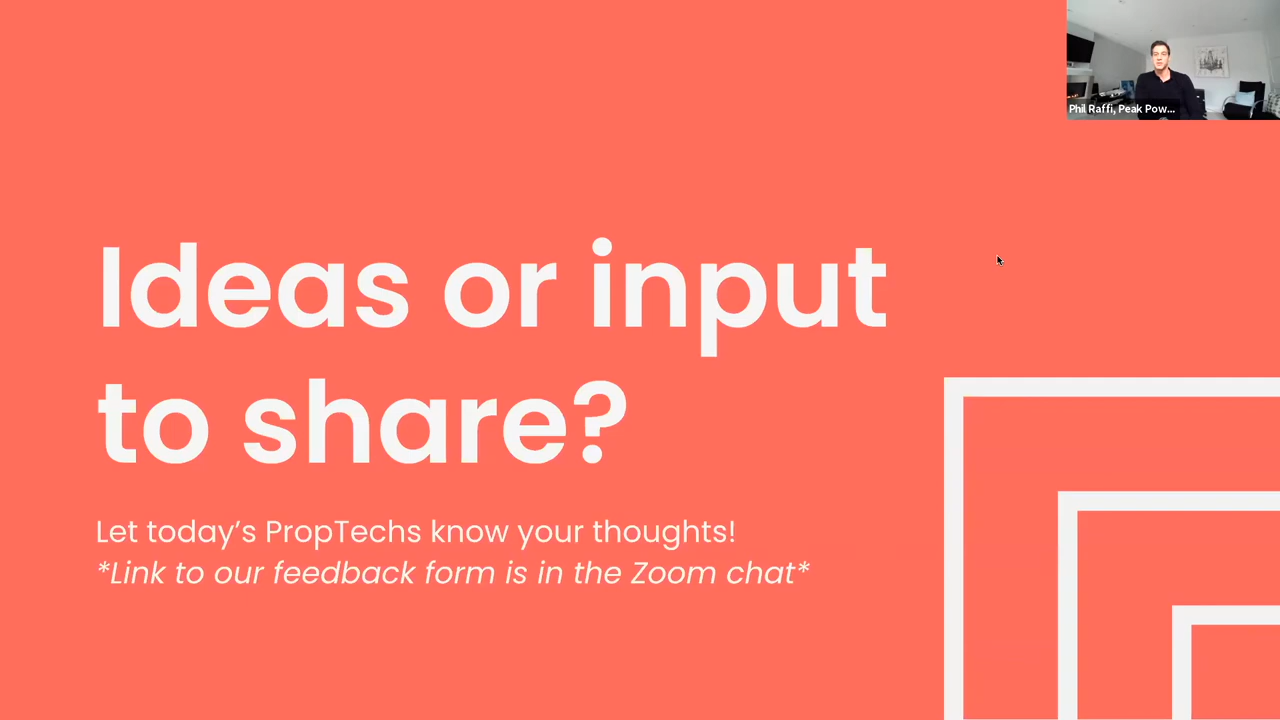 Phil Raffi, Peak Pow...
Ideas or input
to share?
Let today’s PropTechs know your thoughts!
*Link to our feedback form is in the Zoom chat*